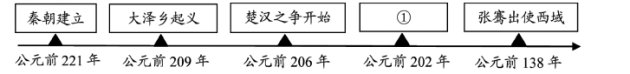 秦朝建立 大泽乡起义 楚汉之争开始 ① 张骞出使西域
公元前221年 公元前209年 公元前206年 公元前202年 公元前138年